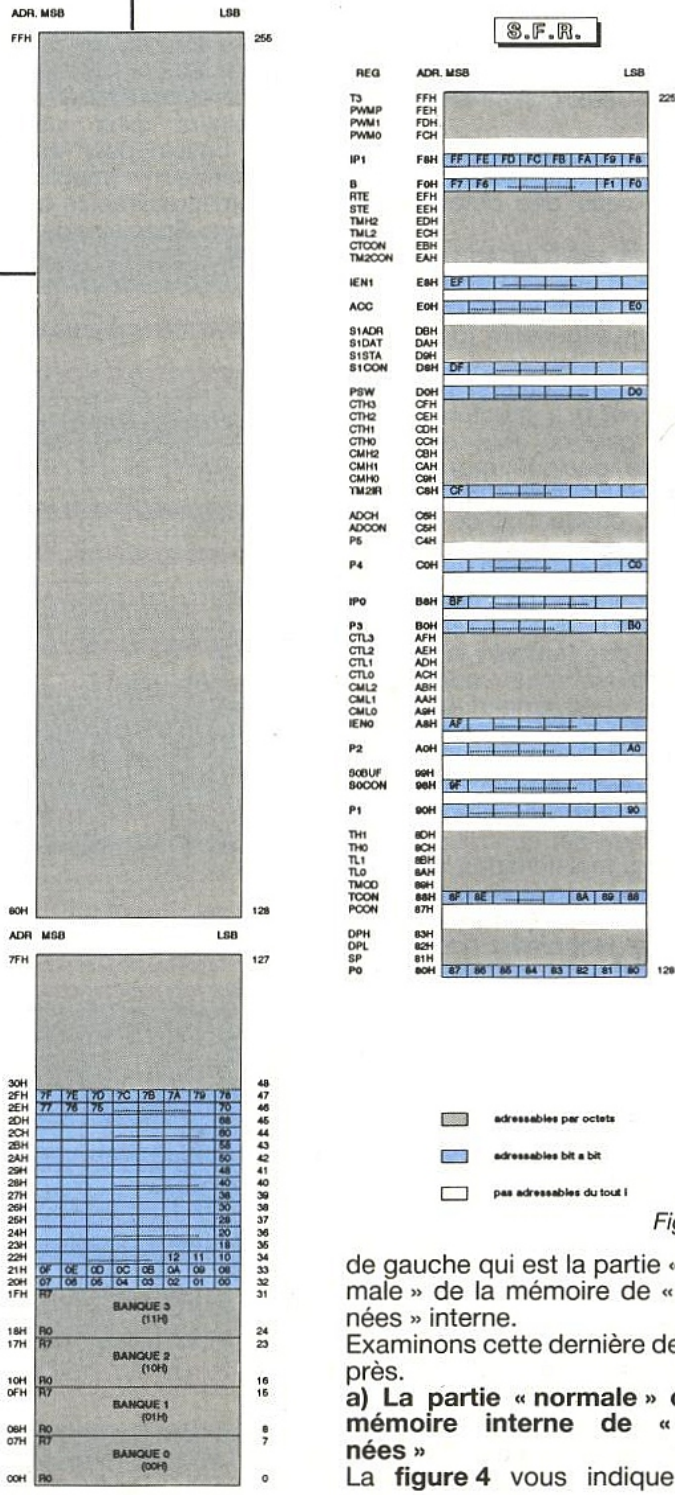 ADR. MSB LSB
FFH 255
80H 128
ADR MSB LSB
7FH 127
30H 48
2FH 7F 7E 7D 7C 7B 7A 79 78 47
2EH 77 76 75 70 46
2DH 68 45
2CH 60 44
2BH 58 43
2AH 50 42
29H 48 41
28H 40 40
27H 38 39
26H 30 38
25H 28 37
24H 20 36
23H 18 35
22H 12 11 10 34
21H 0F 0E 0D 0C 0B 0A 09 08 33
20H 07 06 05 04 03 02 01 00 32
1FH R7 31
BANQUE 3
(11H)
18H R0 24
17H R7 23
BANQUE 2
(10H)
10H R0 16
0FH R7 15
BANQUE 1
(01H)
08H R0 8
07H R7 7
BANQUE 0
(00H)
00H R0 0
S.F.R.
REG ADR. MSB LSB
T3 FFH 225
PWMP FEH
PWM1 FDH
PWM0 FCH
IP1 F8H FF FE FD FC FB FA F9 F8
B F0H F7 F6 F1 F0
RTE EFH
STE EEH
TMH2 EDH
TML2 ECH
CTCON EBH
TM2CON EAH
IEN1 E8H EF
ACC E0H E0
S1ADR DBH
S1DAT DAH
S1STA D9H
S1CON D8H DF
PSW D0H D0
CTH3 CFH
CTH2 CEH
CTH1 CDH
CTH0 CCH
CMH2 CBH
CMH1 CAH
CMH0 C9H
TM2IR C8H CF
ADCH C6H
ADCON C5H
P5 C4H
P4 C0H C0
IP0 B8H BF
P3 B0H B0
CTL3 AFH
CTL2 AEH
CTL1 ADH
CTL0 ACH
CML2 ABH
CML1 AAH
CML0 A9H
IEN0 A8H AF
P2 A0H A0
S0BUF 99H
S0CON 98H 9F
P1 90H 90
TH1 8DH
TH0 8CH
TL1 8BH
TL0 8AH
TMOD 89H
TCON 88H 8F 8E 8A 89 88
PCON 87H
DPH 83H
DPL 82H
SP 81H
P0 80H 87 86 85 84 83 82 81 80 128
adressables par octets
adressables bit a bit
pas adressables du tout !
Fig
de gauche qui est la partie «
male » de la mémoire de «
nées » interne.
Examinons cette dernière de
près.
a) La partie « normale »
mémoire interne de «
nées »
La figure 4 vous indique